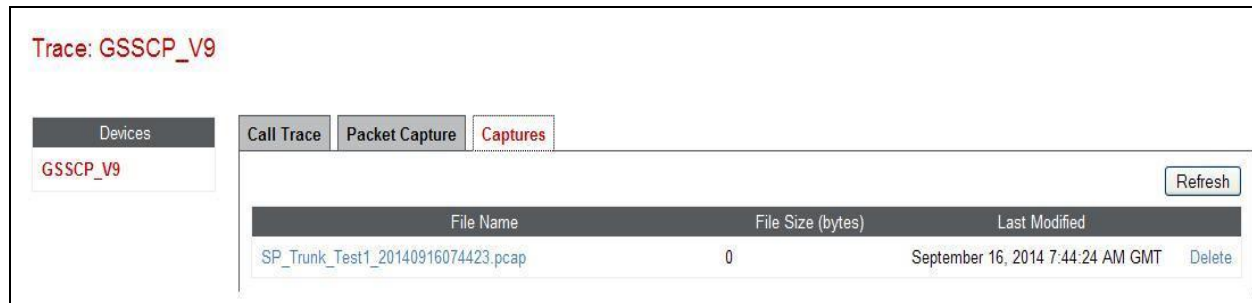 Trace: GSSCP_V9
Devices
GSSCP_V9
Call Trace Packet Capture Captures
Refresh
File Name File Size (bytes) Last Modified
SP_Trunk_Test1_20140916074423.pcap 0 September 16, 2014 7:44:24 AM GMT Delete